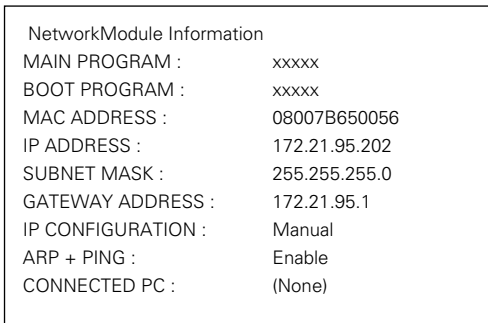 NetworkModule Information
MAIN PROGRAM : xxxxx
BOOT PROGRAM : xxxxx
MAC ADDRESS : 08007B650056
IP ADDRESS : 172.21.95.202
SUBNET MASK : 255.255.255.0
GATEWAY ADDRESS : 172.21.95.1
IP CONFIGURATION : Manual
ARP + PING : Enable
CONNECTED PC : (None)